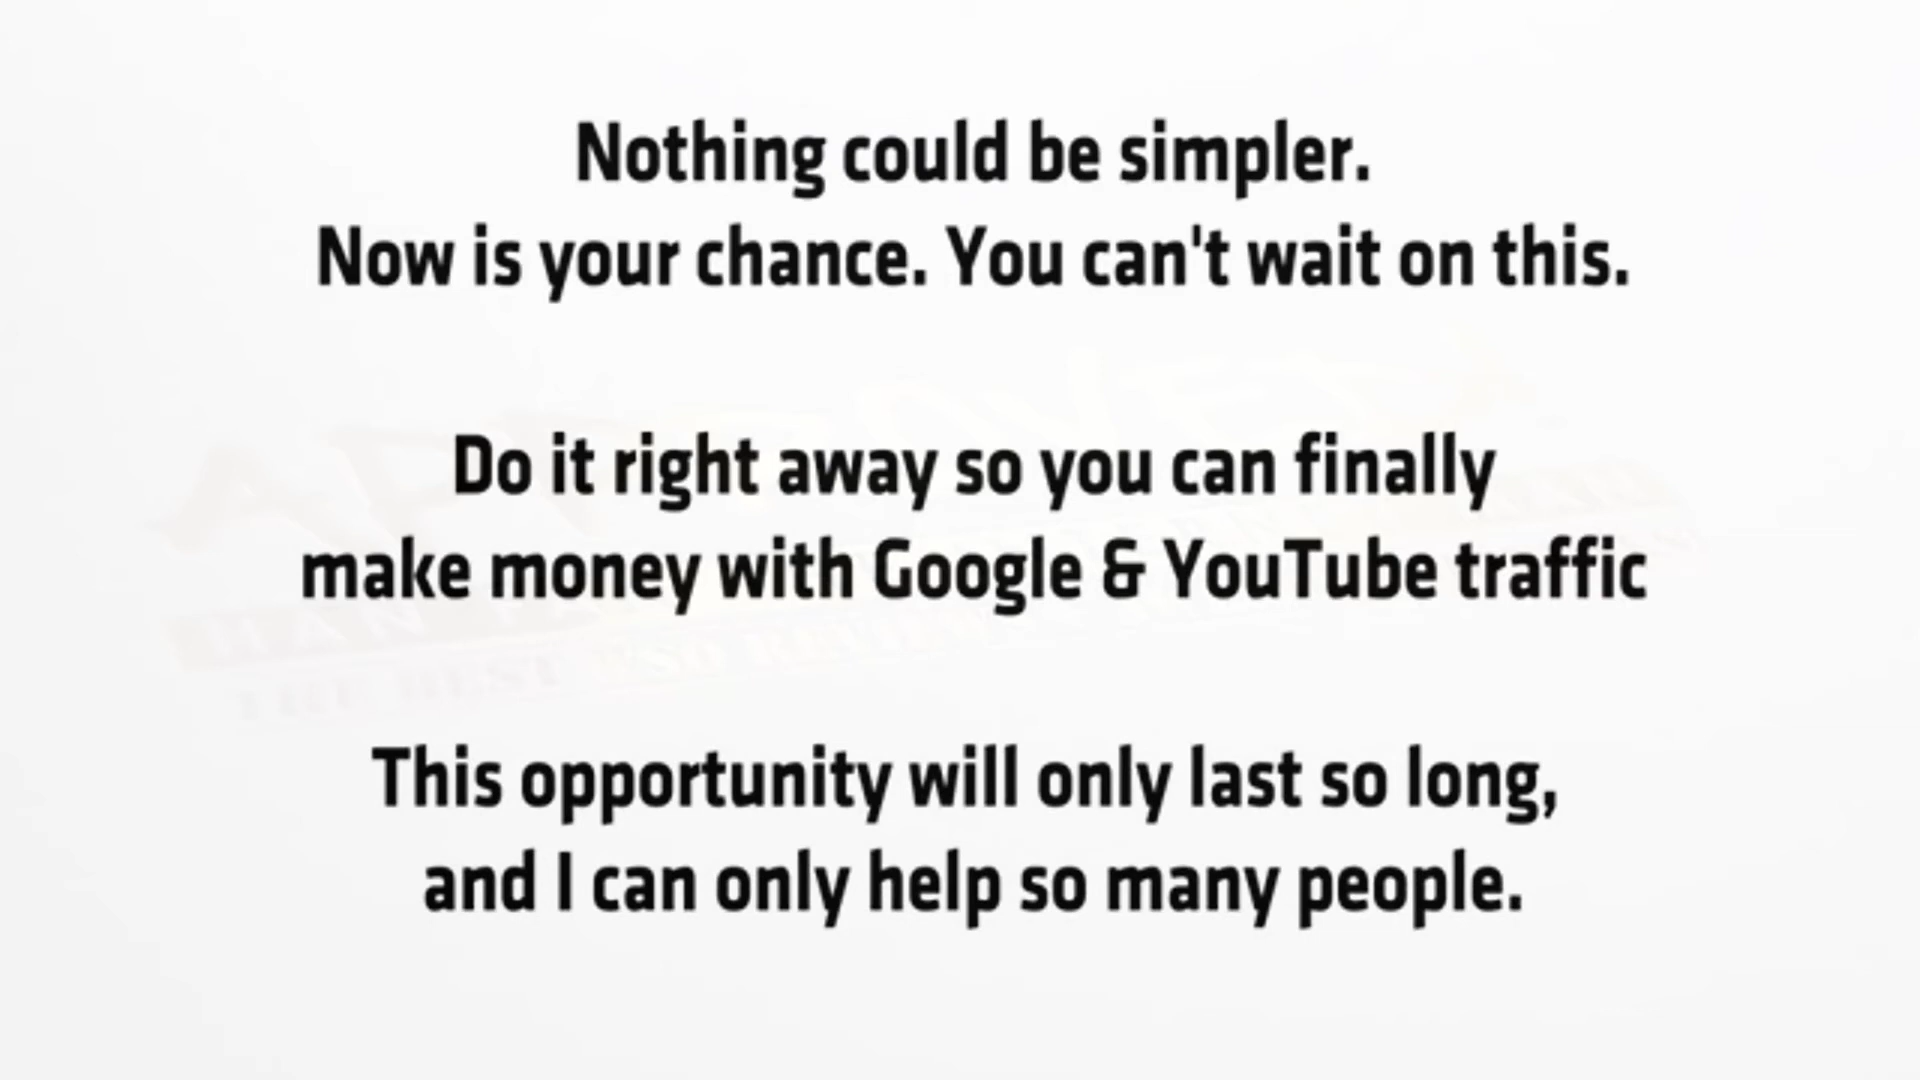 Nothing could be simpler.
Now is your chance. You can't wait on this.
Do it right away so you can finally
make money with Google & YouTube traffic
This opportunity will only last so long,
and I can only help so many people.